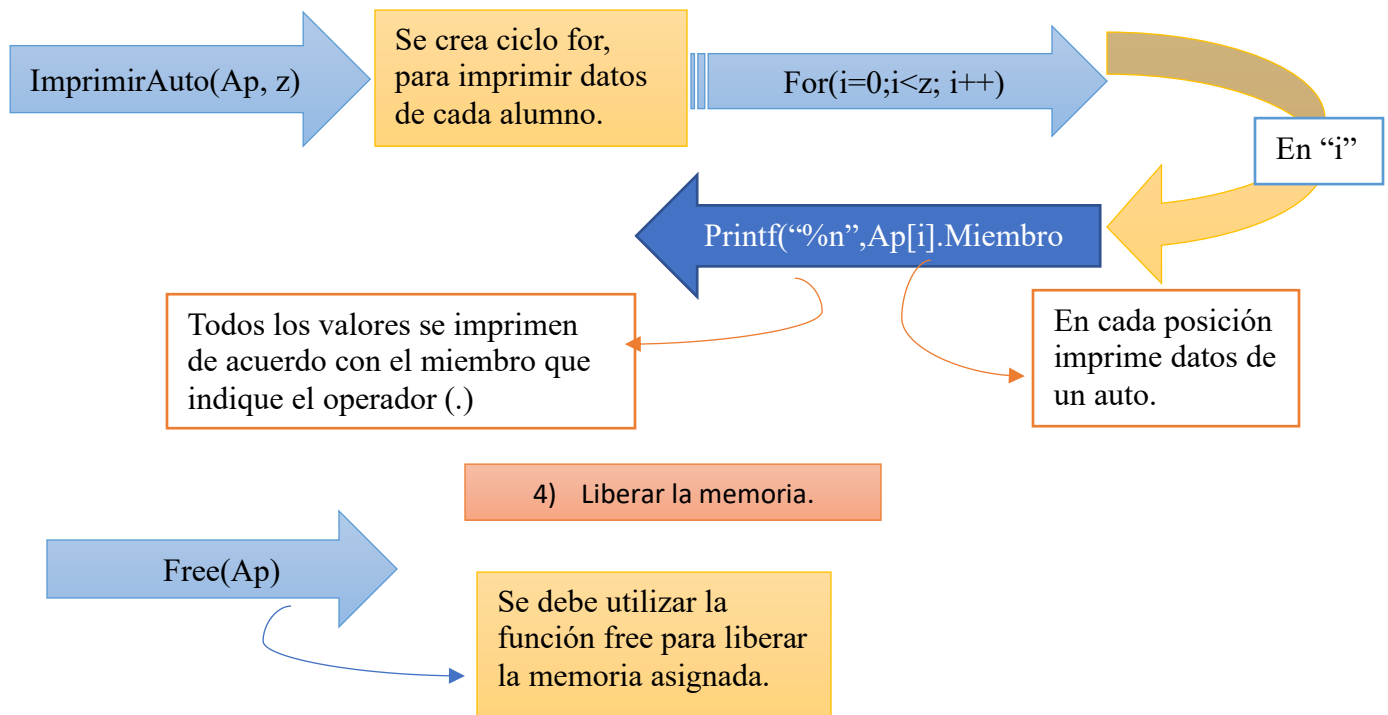 ImprimirAuto(Ap, z)
Se crea ciclo for,
para imprimir datos
de cada alumno.
For(i=0;i<z; i++)
En “i”
Printf(“%n”,Ap[i].Miembro
Todos los valores se imprimen
de acuerdo con el miembro que
indique el operador (.)
En cada posición
imprime datos de
un auto.
4) Liberar la memoria.
Free(Ap)
Se debe utilizar la
función free para liberar
la memoria asignada.